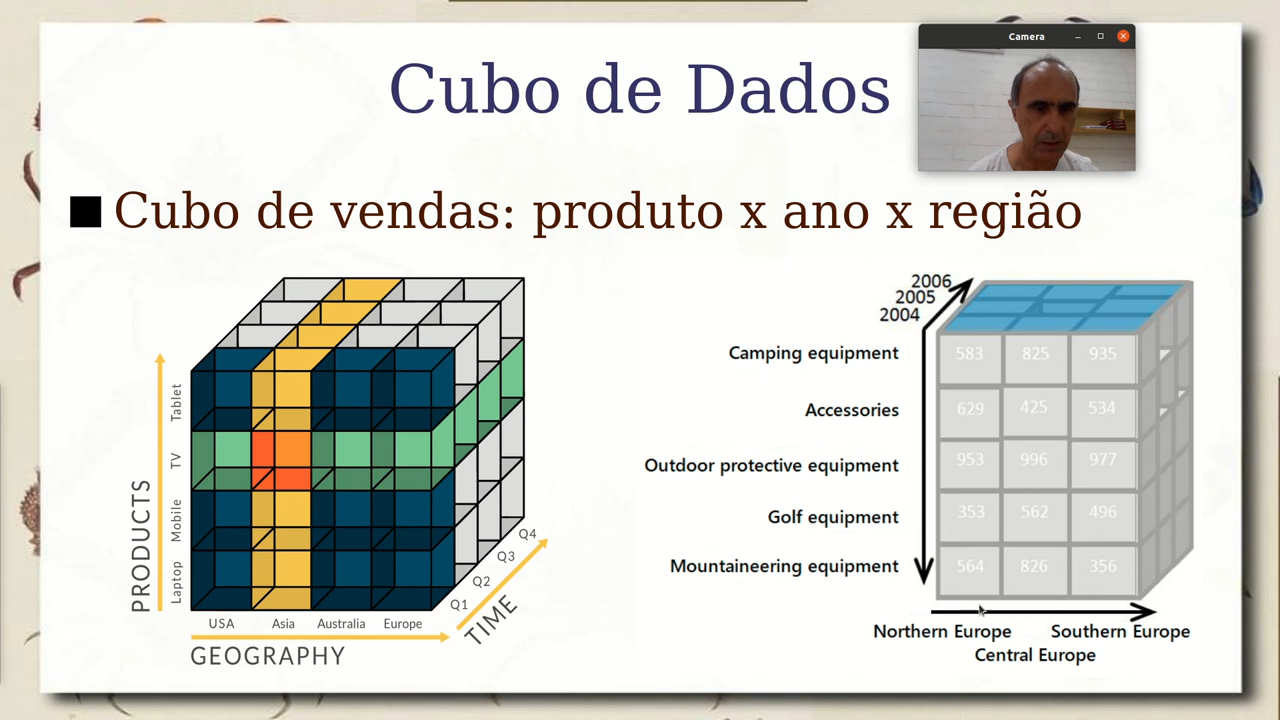 Camera
Cubo de Dados
Cubo de vendas: produto x ano x região
PRODUCTS
Tablet
TV
Mobile
Laptop
USA Asia Australia Europe
GEOGRAPHY
Q1
Q2
Q3
Q4
TIME
2006
2005
2004
Camping equipment 583 825 935
Accessories 629 425 534
Outdoor protective equipment 953 996 977
Golf equipment 353 562 496
Mountaineering equipment 564 826 356
Northern Europe Southern Europe
Central Europe